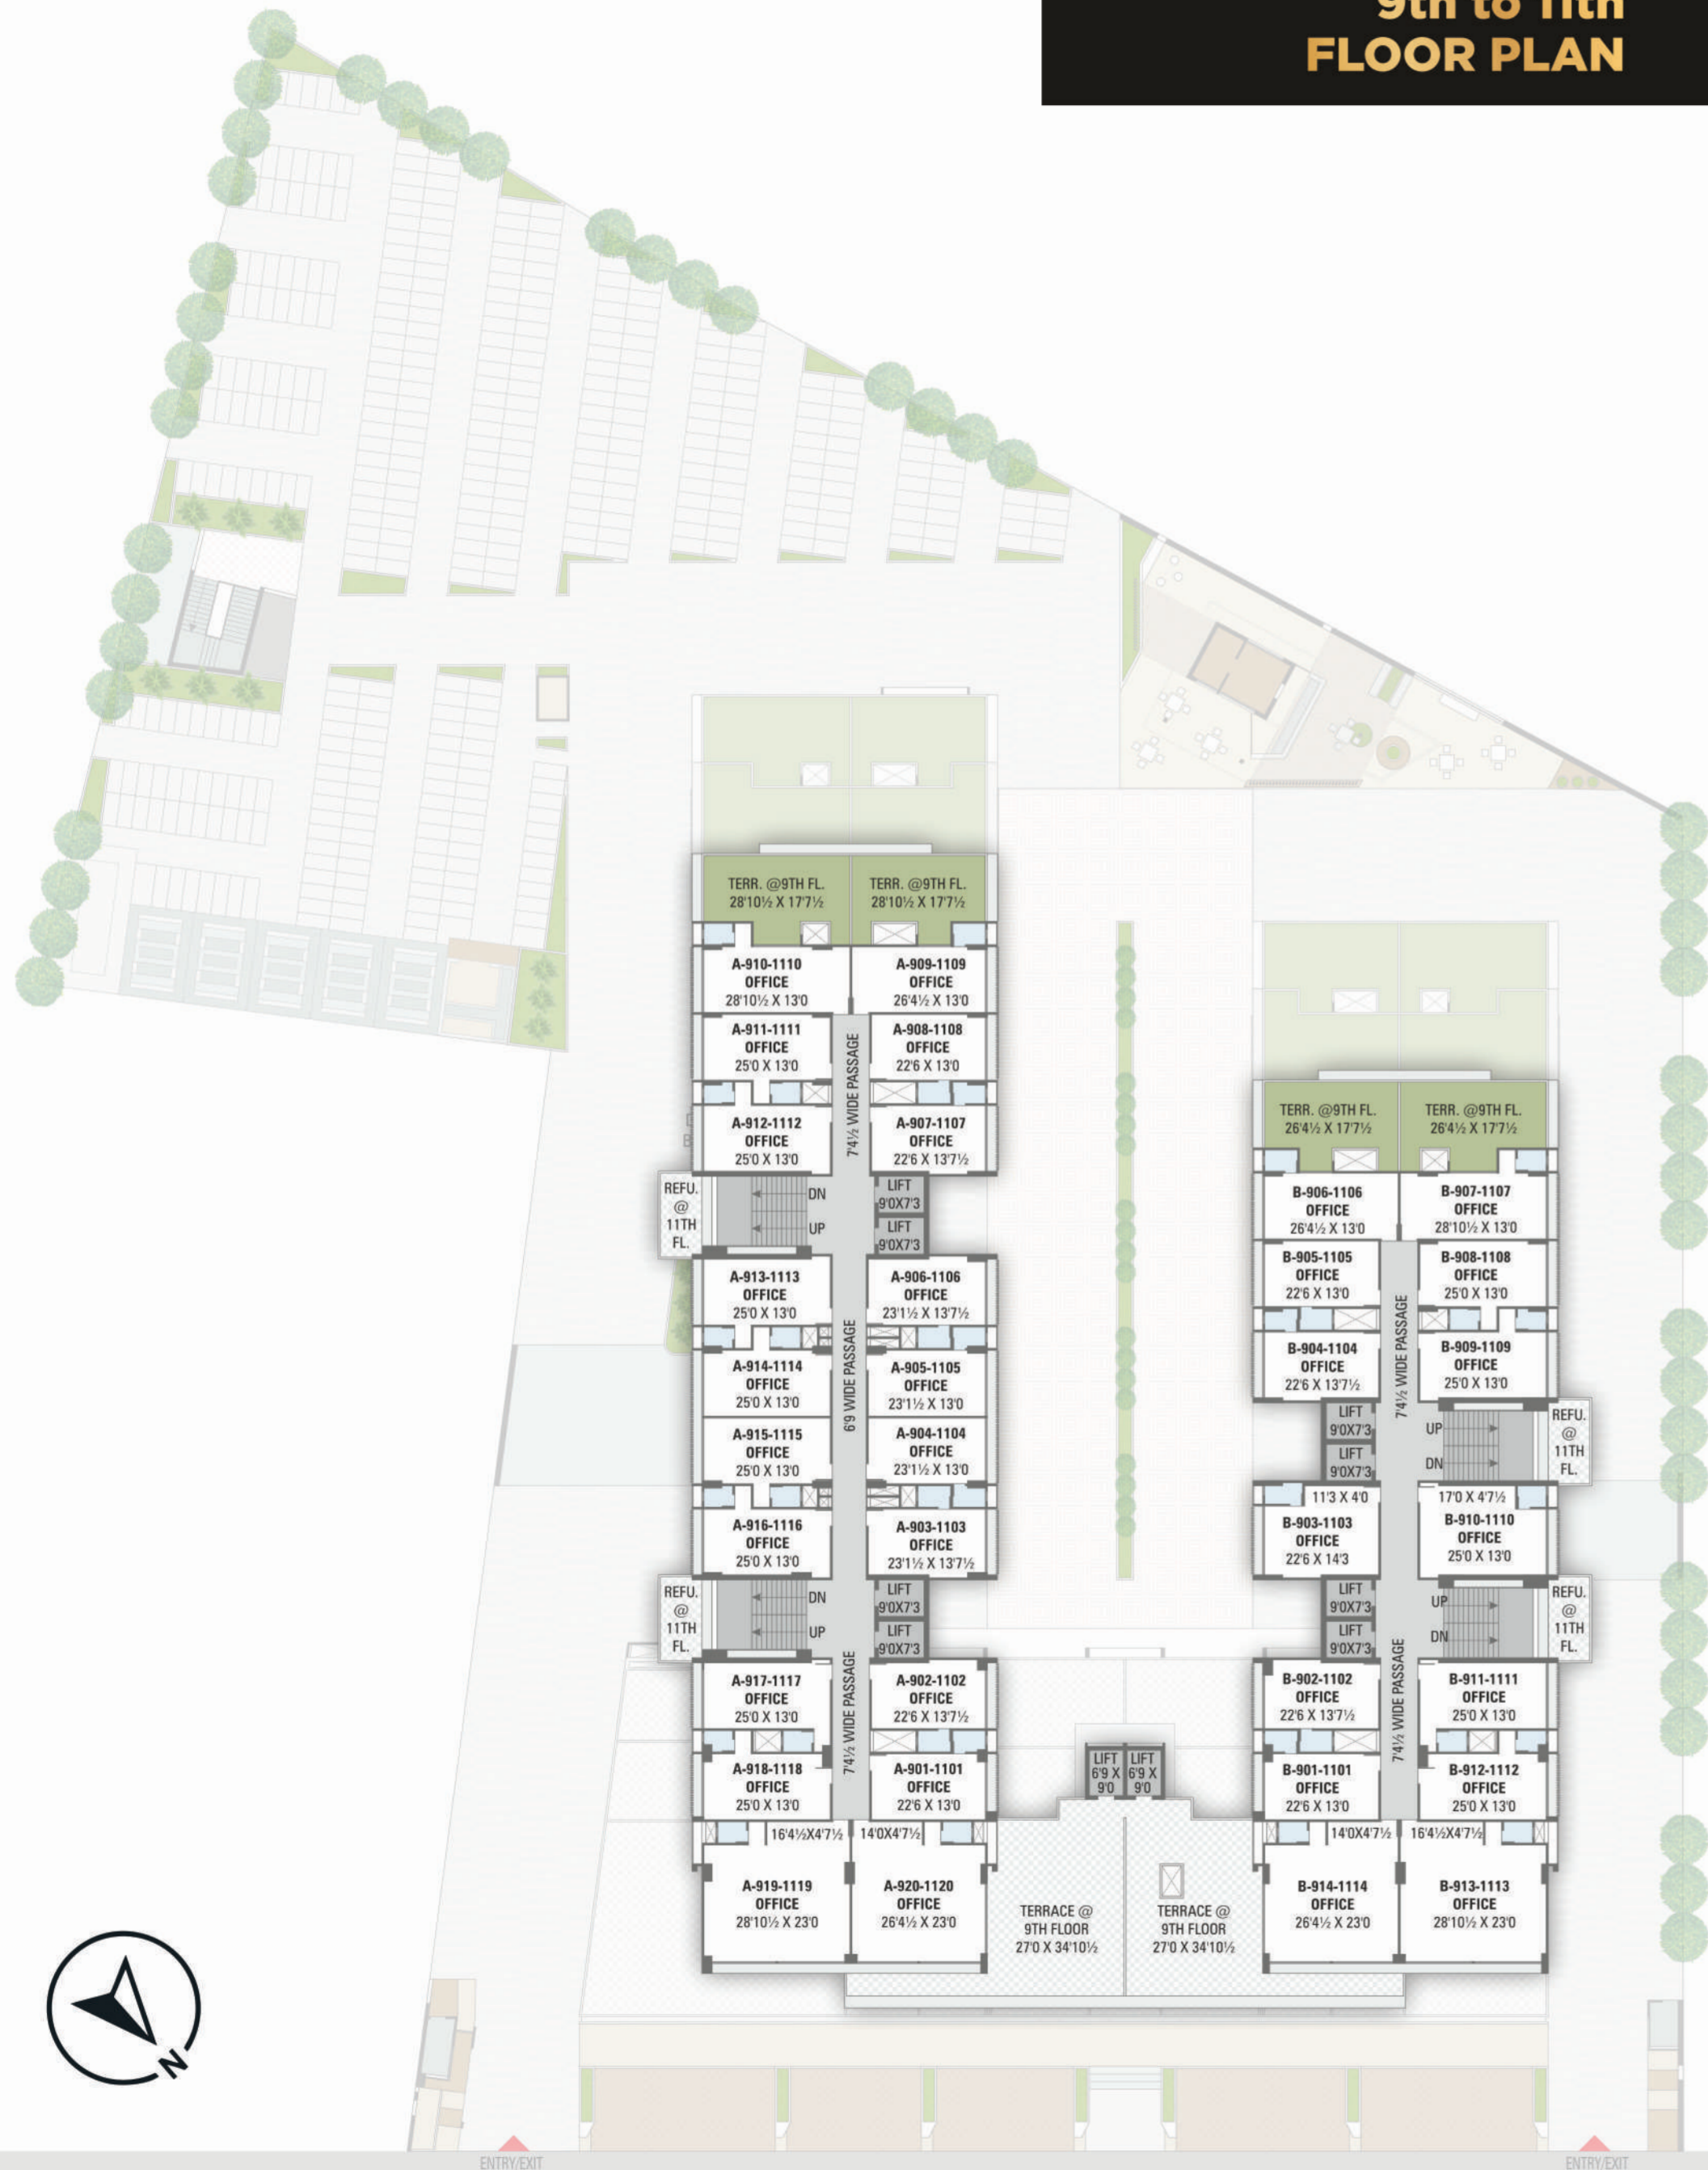 9th to 11th
FLOOR PLAN
TERR. @9TH FL.
28'10½ X 17'7½
TERR. @9TH FL.
28'10½ X 17'7½
A-910-1110
OFFICE
28'10½ X 13'0
A-909-1109
OFFICE
26'4½ X 13'0
A-911-1111
OFFICE
25'0 X 13'0
A-908-1108
OFFICE
22'6 X 13'0
7'4½ WIDE PASSAGE
A-912-1112
OFFICE
25'0 X 13'0
A-907-1107
OFFICE
22'6 X 13'7½
REFU.
@
11TH
FL.
DN
UP
LIFT
9'0X7'3
LIFT
9'0X7'3
A-913-1113
OFFICE
25'0 X 13'0
A-906-1106
OFFICE
23'1½ X 13'7½
6'9 WIDE PASSAGE
A-914-1114
OFFICE
25'0 X 13'0
A-905-1105
OFFICE
23'1½ X 13'0
A-915-1115
OFFICE
25'0 X 13'0
A-904-1104
OFFICE
23'1½ X 13'0
A-916-1116
OFFICE
25'0 X 13'0
A-903-1103
OFFICE
23'1½ X 13'7½
REFU.
@
11TH
FL.
DN
UP
LIFT
9'0X7'3
LIFT
9'0X7'3
A-917-1117
OFFICE
25'0 X 13'0
A-902-1102
OFFICE
22'6 X 13'7½
7'4½ WIDE PASSAGE
A-918-1118
OFFICE
25'0 X 13'0
A-901-1101
OFFICE
22'6 X 13'0
16'4½X4'7½
14'0X4'7½
A-919-1119
OFFICE
28'10½ X 23'0
A-920-1120
OFFICE
26'4½ X 23'0
LIFT
6'9 X
9'0
LIFT
6'9 X
9'0
TERRACE @
9TH FLOOR
27'0 X 34'10½
TERRACE @
9TH FLOOR
27'0 X 34'10½
TERR. @9TH FL.
26'4½ X 17'7½
TERR. @9TH FL.
26'4½ X 17'7½
B-906-1106
OFFICE
26'4½ X 13'0
B-907-1107
OFFICE
28'10½ X 13'0
B-905-1105
OFFICE
22'6 X 13'0
B-908-1108
OFFICE
25'0 X 13'0
7'4½ WIDE PASSAGE
B-904-1104
OFFICE
22'6 X 13'7½
B-909-1109
OFFICE
25'0 X 13'0
LIFT
9'0X7'3
LIFT
9'0X7'3
UP
DN
REFU.
@
11TH
FL.
11'3 X 4'0
17'0 X 4'7½
B-903-1103
OFFICE
22'6 X 14'3
B-910-1110
OFFICE
25'0 X 13'0
LIFT
9'0X7'3
LIFT
9'0X7'3
UP
DN
REFU.
@
11TH
FL.
B-902-1102
OFFICE
22'6 X 13'7½
B-911-1111
OFFICE
25'0 X 13'0
7'4½ WIDE PASSAGE
B-901-1101
OFFICE
22'6 X 13'0
B-912-1112
OFFICE
25'0 X 13'0
14'0X4'7½
16'4½X4'7½
B-914-1114
OFFICE
26'4½ X 23'0
B-913-1113
OFFICE
28'10½ X 23'0
N
ENTRY/EXIT
ENTRY/EXIT